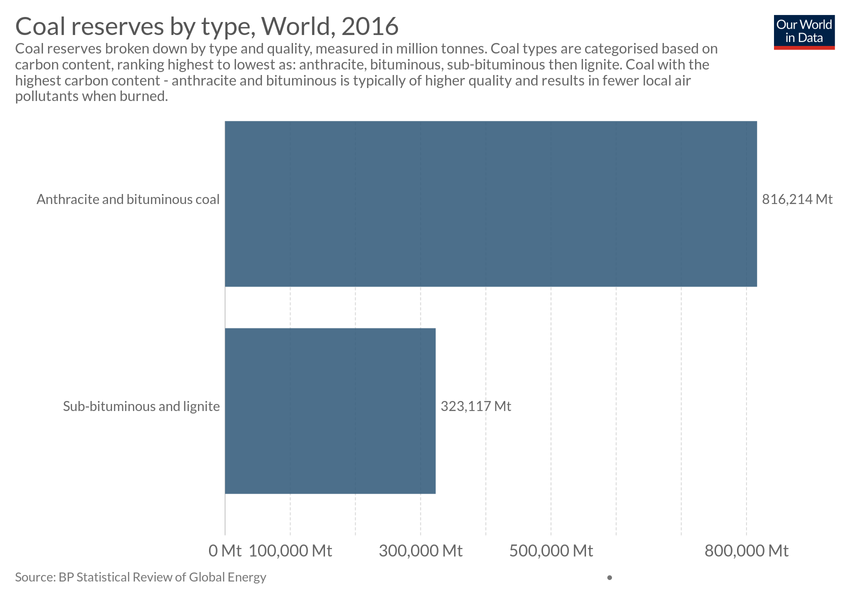 Coal reserves by type, World, 2016
Our World
in Data
Coal reserves broken down by type and quality, measured in million tonnes. Coal types are categorised based on
carbon content, ranking highest to lowest as: anthracite, bituminous, sub-bituminous then lignite. Coal with the
highest carbon content - anthracite and bituminous is typically of higher quality and results in fewer local air
pollutants when burned.
Anthracite and bituminous coal
816,214 Mt
Sub-bituminous and lignite
323,117 Mt
0 Mt 100,000 Mt 300,000 Mt 500,000 Mt 800,000 Mt
Source: BP Statistical Review of Global Energy
•